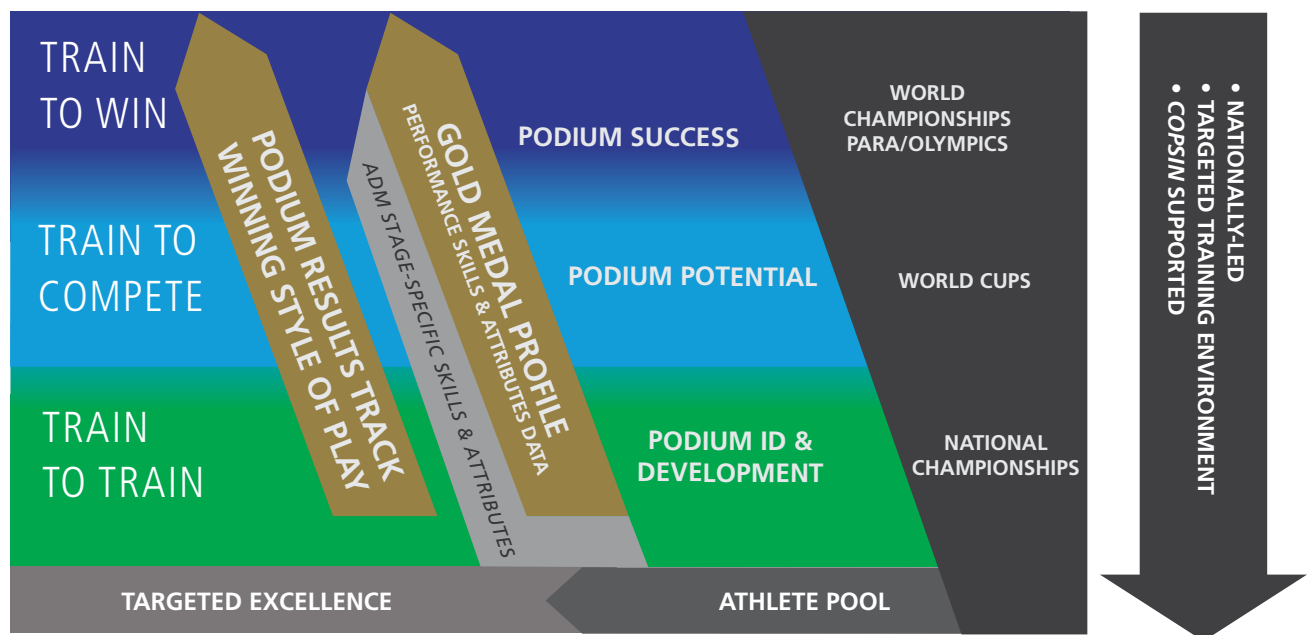 TRAIN
TO WIN
TRAIN TO
COMPETE
TRAIN
TO TRAIN
PODIUM RESULTS TRACK
WINNING STYLE OF PLAY
ADM STAGE-SPECIFIC SKILLS & ATTRIBUTES
GOLD MEDAL PROFILE
PERFORMANCE SKILLS & ATTRIBUTES DATA
PODIUM SUCCESS
PODIUM POTENTIAL
PODIUM ID &
DEVELOPMENT
WORLD
CHAMPIONSHIPS
PARA/OLYMPICS
WORLD CUPS
NATIONAL
CHAMPIONSHIPS
• NATIONALLY-LED
• TARGETED TRAINING ENVIRONMENT
• COPSIN SUPPORTED
TARGETED EXCELLENCE
ATHLETE POOL